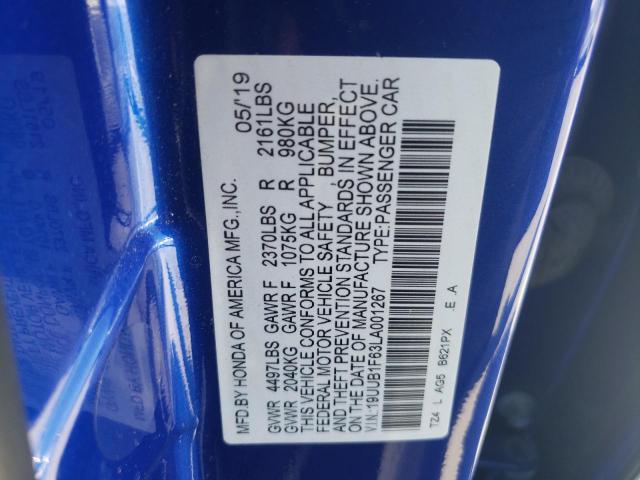 MFD.BY HONDA OF AMERICA MFG.,INC. 05/'19
GVWR 4497LBS GAWR F 2370LBS R 2161LBS
GVWR 2040KG GAWR F 1075KG R 980KG
THIS VEHICLE CONFORMS TO ALL APPLICABLE
FEDERAL MOTOR VEHICLE SAFETY, BUMPER,
AND THEFT PREVENTION STANDARDS IN EFFECT
ON THE DATE OF MANUFACTURE SHOWN ABOVE.
V.I.N.:19UUB1F63LA001267 TYPE:PASSENGER CAR
TZ4 L AG5 B621PX .E .A